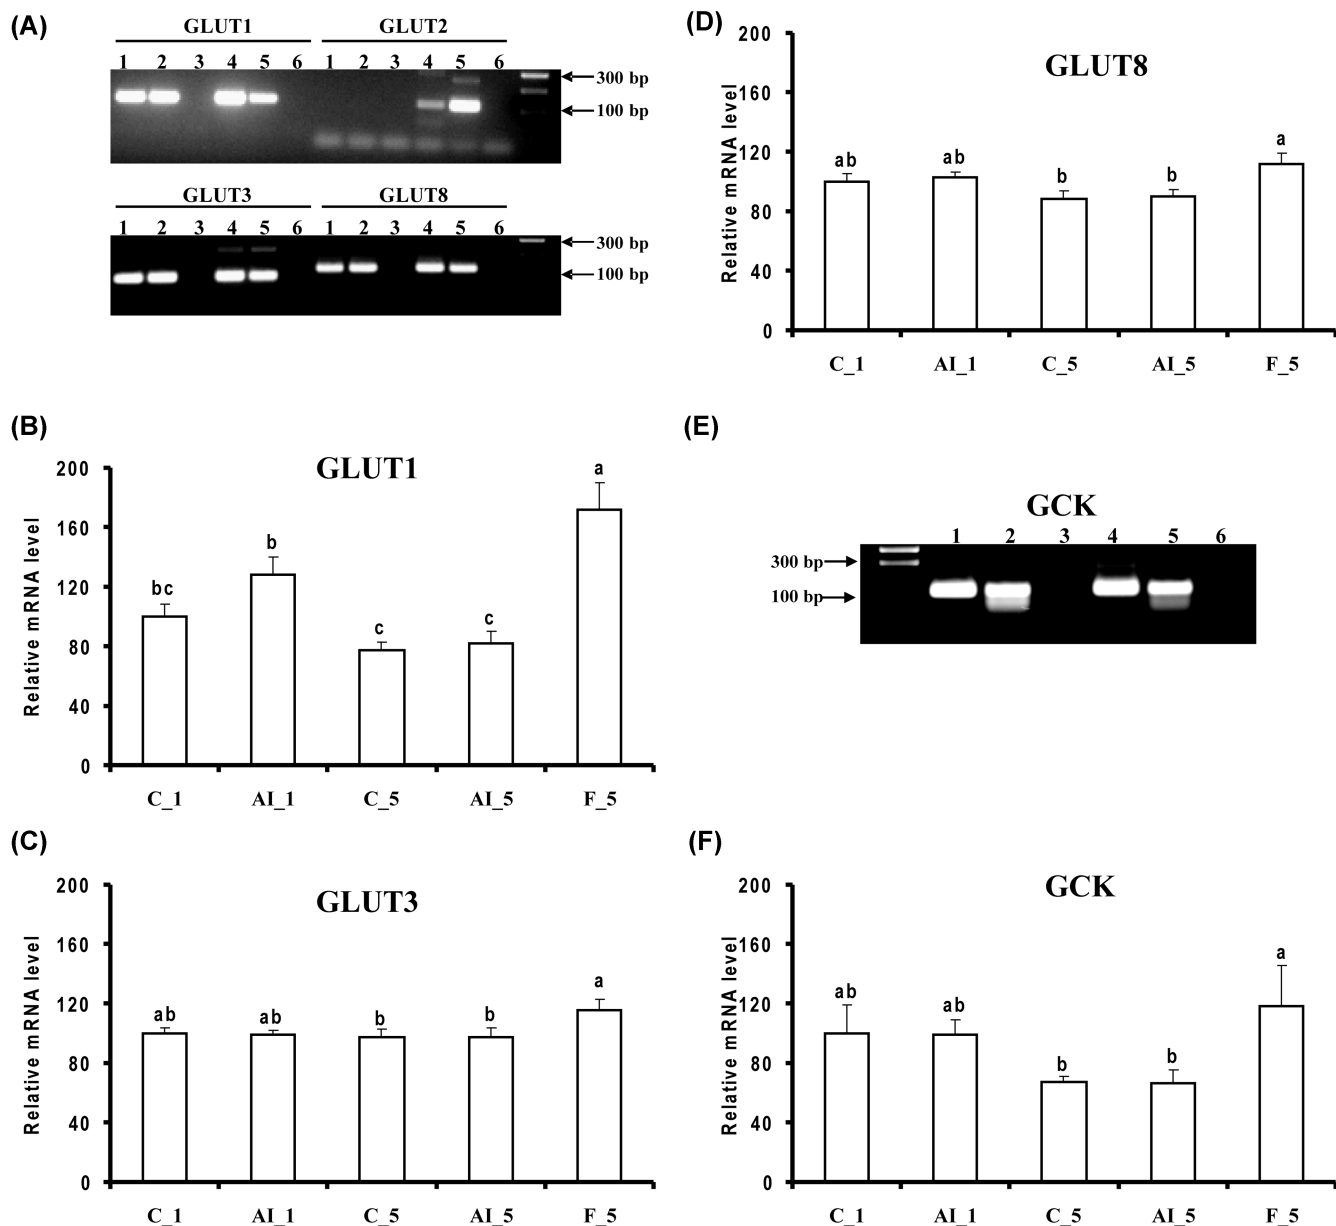 (A)
GLUT1 GLUT2
1 2 3 4 5 6 1 2 3 4 5 6
300 bp
100 bp
GLUT3 GLUT8
1 2 3 4 5 6 1 2 3 4 5 6
300 bp
100 bp
(B)
GLUT1
Relative mRNA level
200
160
120
80
40
0
bc
b
c
c
a
C_1 AI_1 C_5 AI_5 F_5
(C)
GLUT3
Relative mRNA level
200
160
120
80
40
0
ab
ab
b
b
a
C_1 AI_1 C_5 AI_5 F_5
(D)
GLUT8
Relative mRNA level
200
160
120
80
40
0
ab
ab
b
b
a
C_1 AI_1 C_5 AI_5 F_5
(E)
GCK
1 2 3 4 5 6
300 bp
100 bp
(F)
GCK
Relative mRNA level
200
160
120
80
40
0
ab
ab
b
b
a
C_1 AI_1 C_5 AI_5 F_5